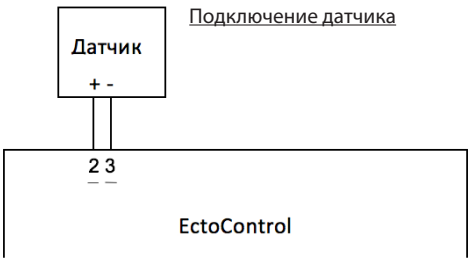 Подключение датчика
Датчик
+ -
2 3
EctoControl